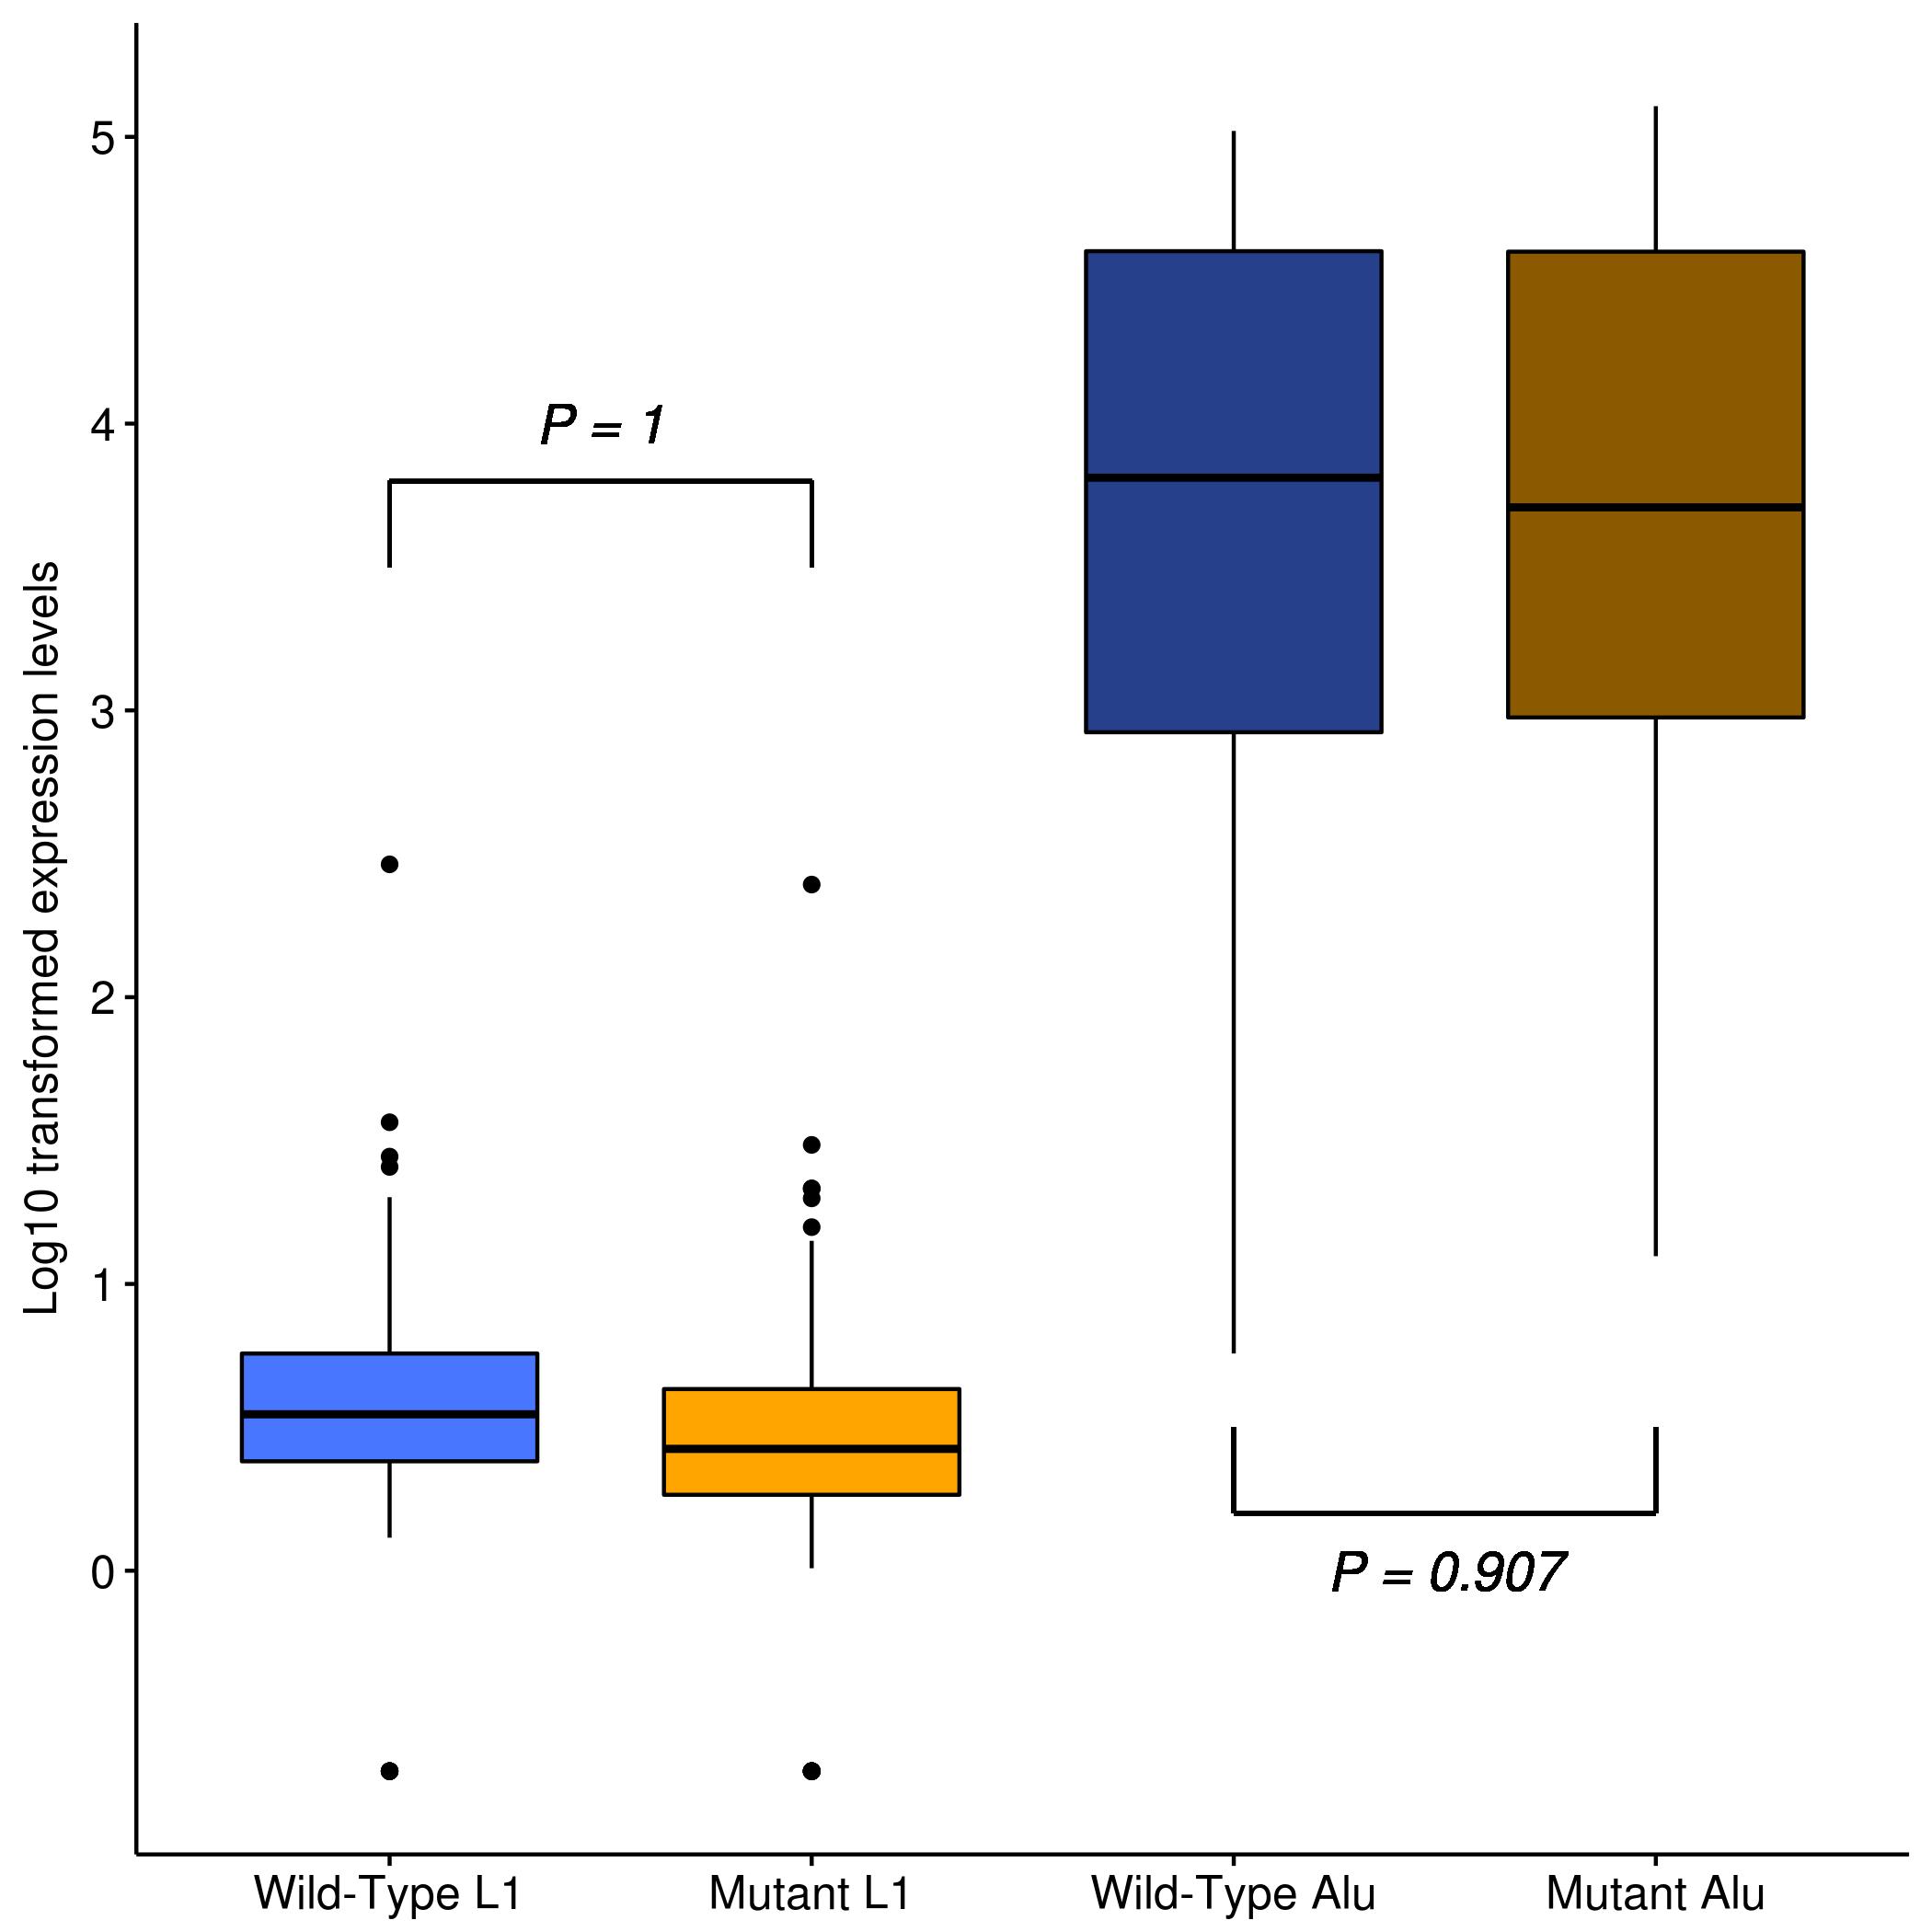 Log10 transformed expression levels
5
4
3
2
1
0
P = 1
P = 0.907
Wild-Type L1
Mutant L1
Wild-Type Alu
Mutant Alu